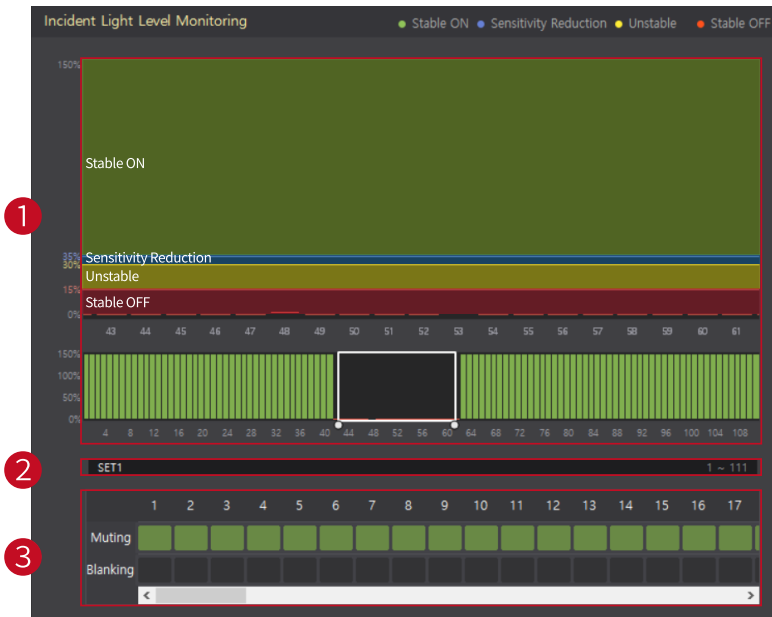 Incident Light Level Monitoring
Stable ON Sensitivity Reduction Unstable Stable OFF
150%
Stable ON
1
35% Sensitivity Reduction
30%
Unstable
15%
Stable OFF
0%
43 44 45 46 47 48 49 50 51 52 53 54 55 56 57 58 59 60 61
150%
100%
50%
0%
4 8 12 16 20 24 28 32 36 40 44 48 52 56 60 64 68 72 76 80 84 88 92 96 100 104 108
2 SET1 1 ~ 111
1 2 3 4 5 6 7 8 9 10 11 12 13 14 15 16 17
Muting
3
Blanking